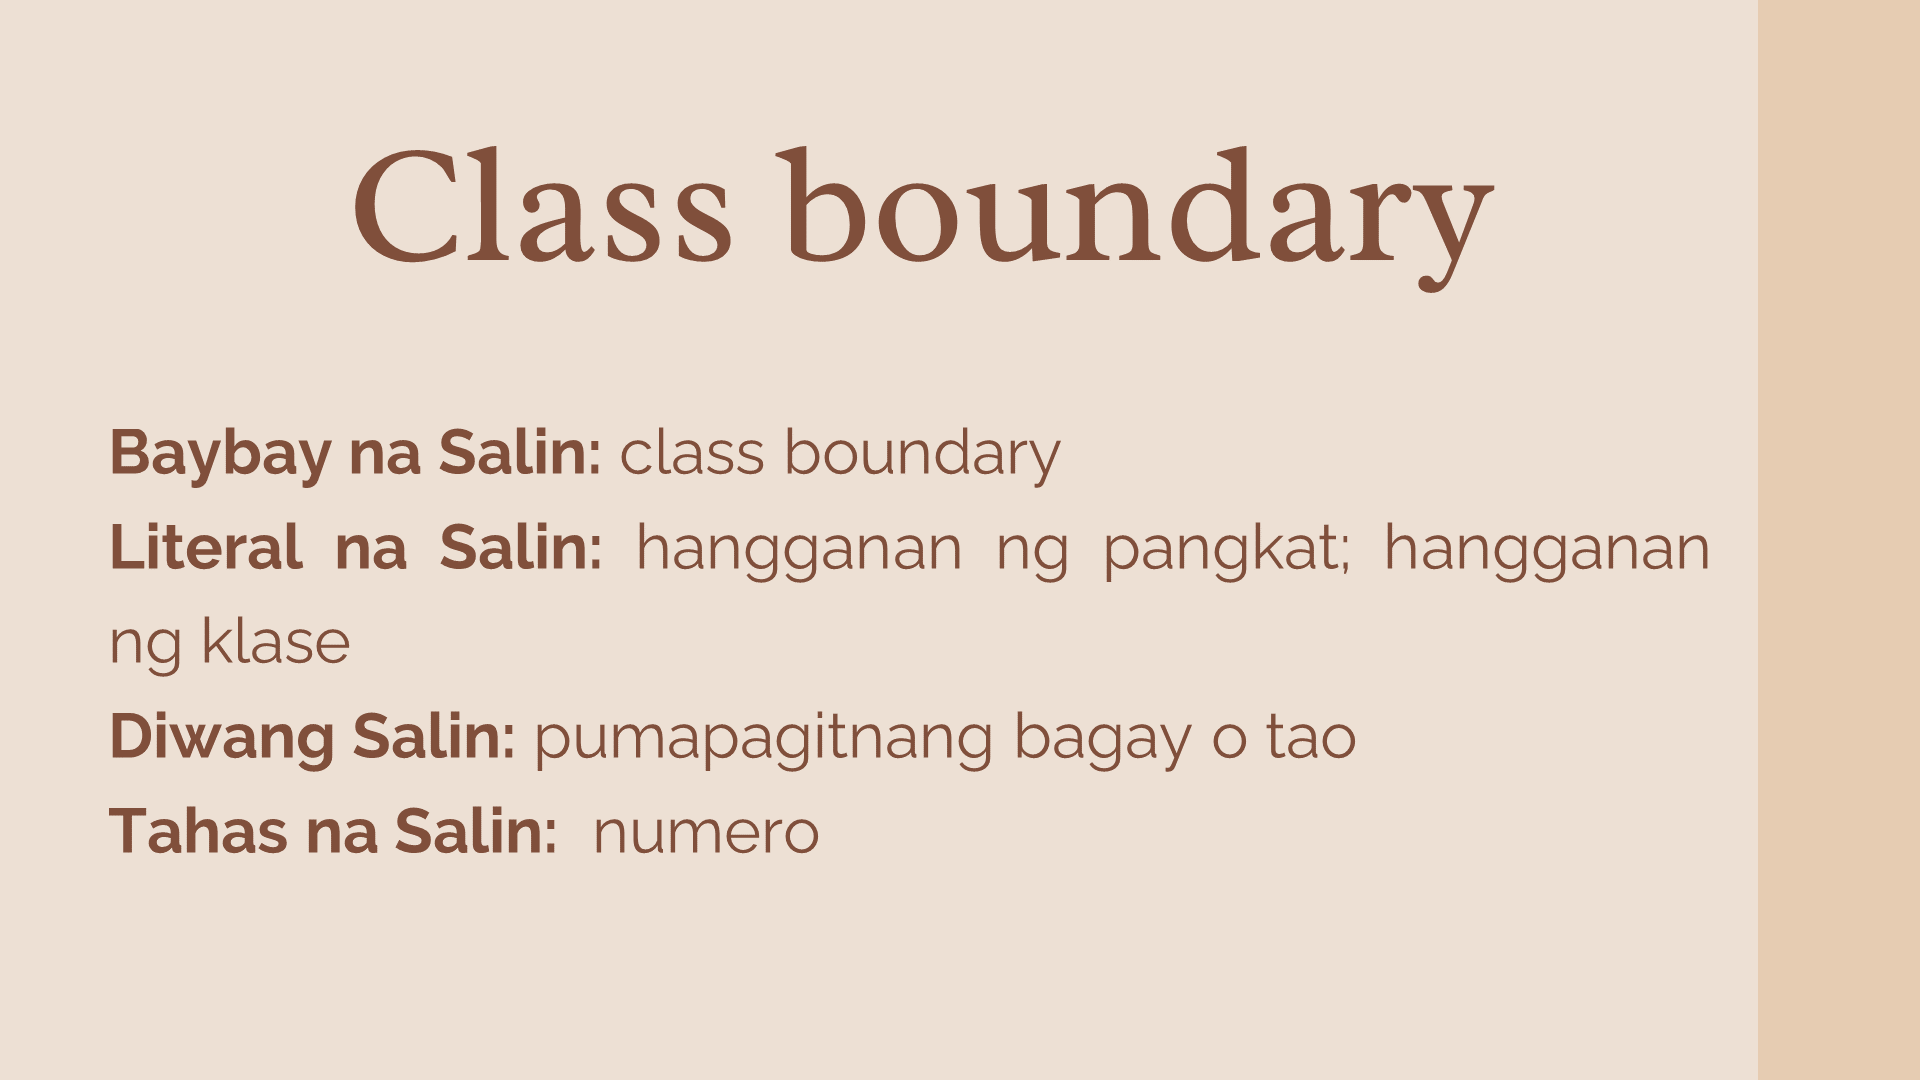 Class boundary
Baybay na Salin: class boundary
Literal na Salin: hangganan ng pangkat; hangganan
ng klase
Diwang Salin: pumapagitnang bagay o tao
Tahas na Salin: numero